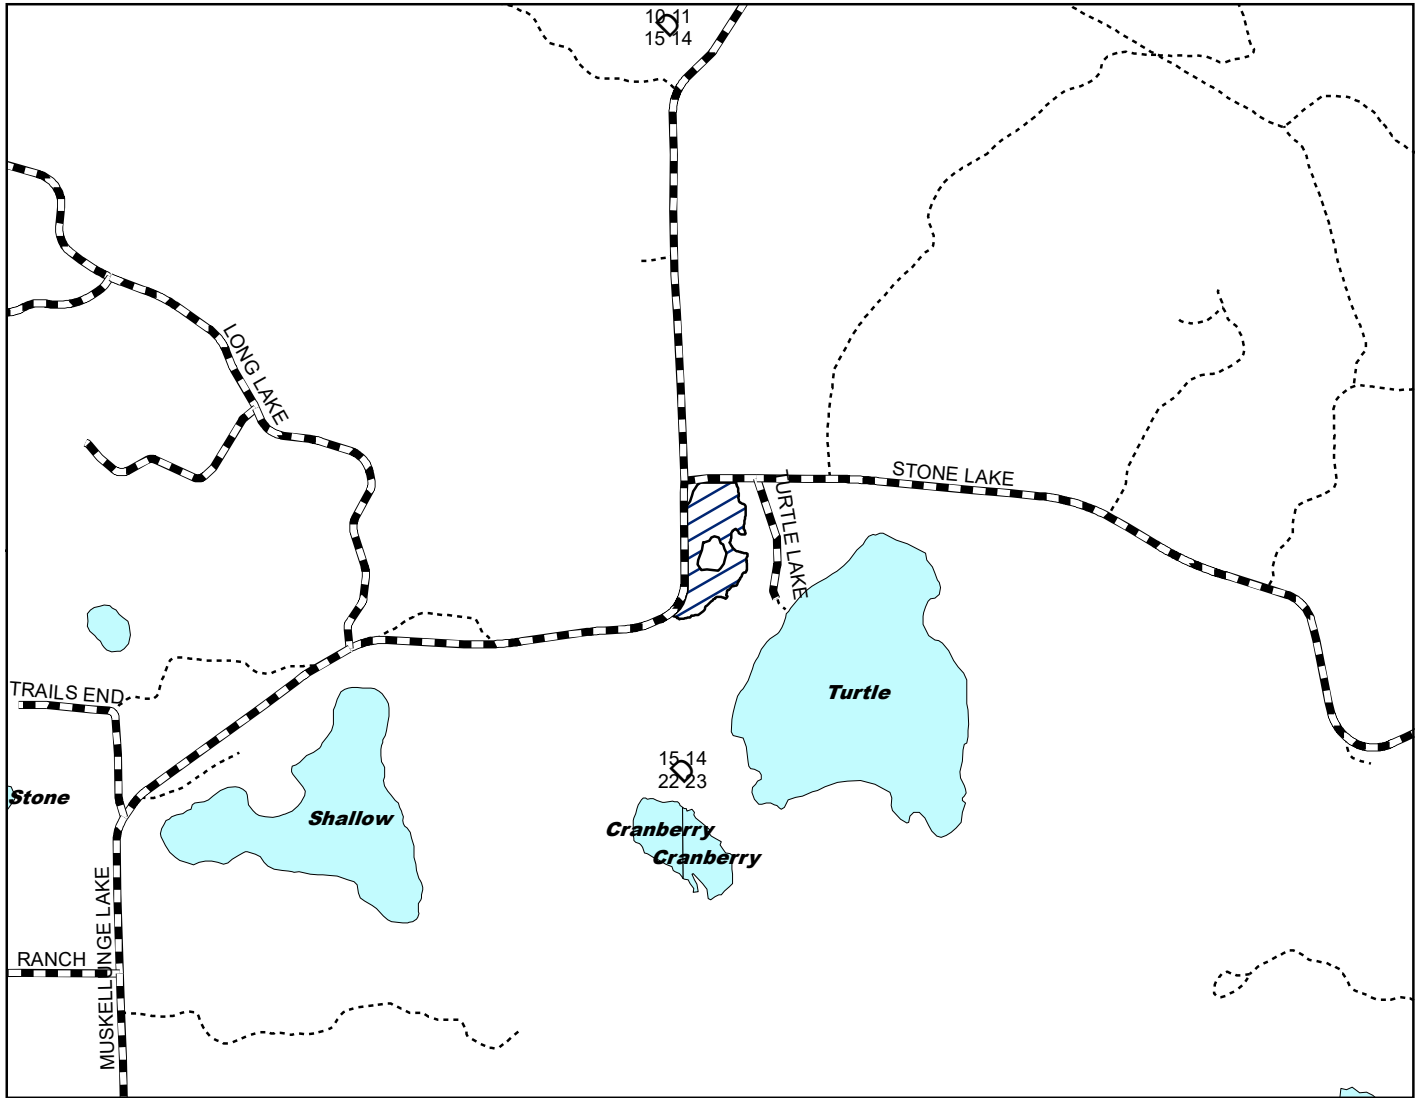 10 11
15 14
LONG LAKE
STONE LAKE
TURTLE LAKE
TRAILS END
Turtle
15 14
22 23
Stone
Shallow
Cranberry
Cranberry
MUSKELLUNGE LAKE
RANCH